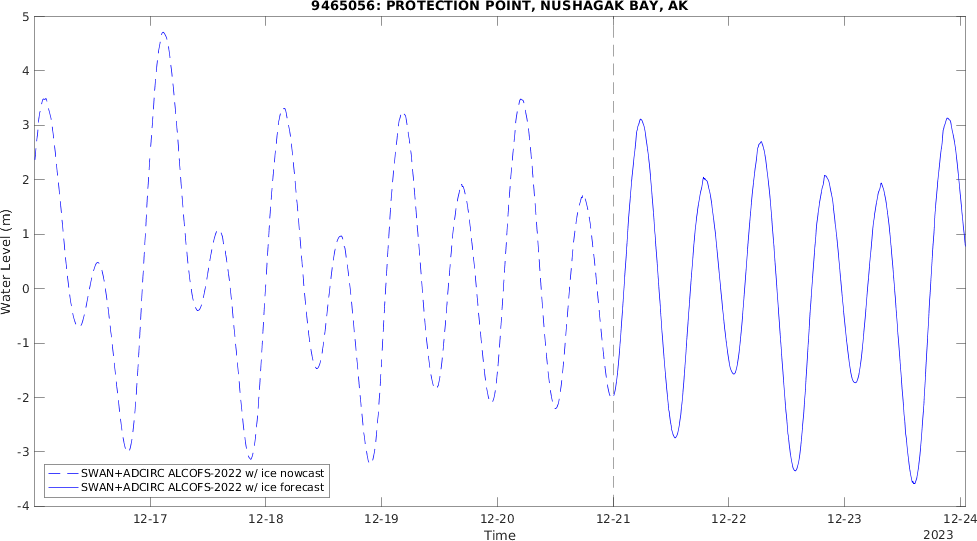 9465056: PROTECTION POINT, NUSHAGAK BAY, AK
5
4
3
2
1
0
-1
-2
-3
-4
Water Level (m)
SWAN+ADCIRC ALCOFS-2022 w/ ice nowcast
SWAN+ADCIRC ALCOFS-2022 w/ ice forecast
12-17 12-18 12-19 12-20 12-21 12-22 12-23 12-24
Time 2023